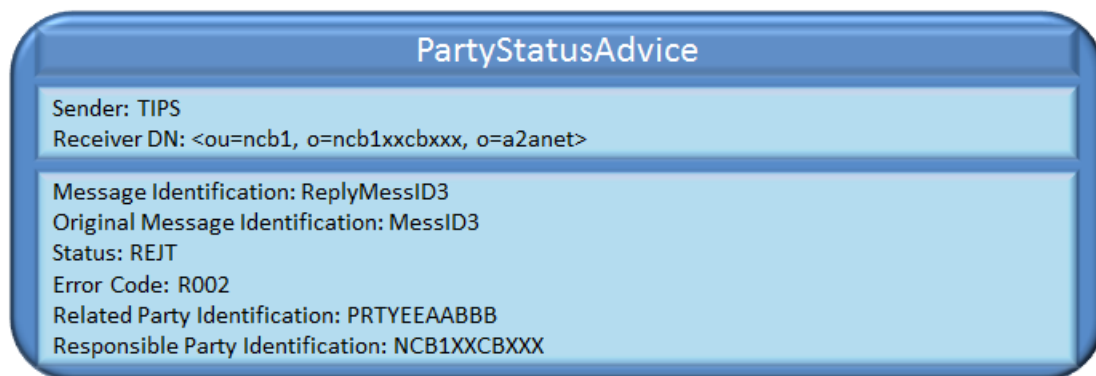 PartyStatusAdvice
Sender: TIPS
Receiver DN: <ou=ncb1, o=ncb1xxcbxxx, o=a2anet>
Message Identification: ReplyMessID3
Original Message Identification: MessID3
Status: REJT
Error Code: R002
Related Party Identification: PRTYEEAABBB
Responsible Party Identification: NCB1XXCBXXX